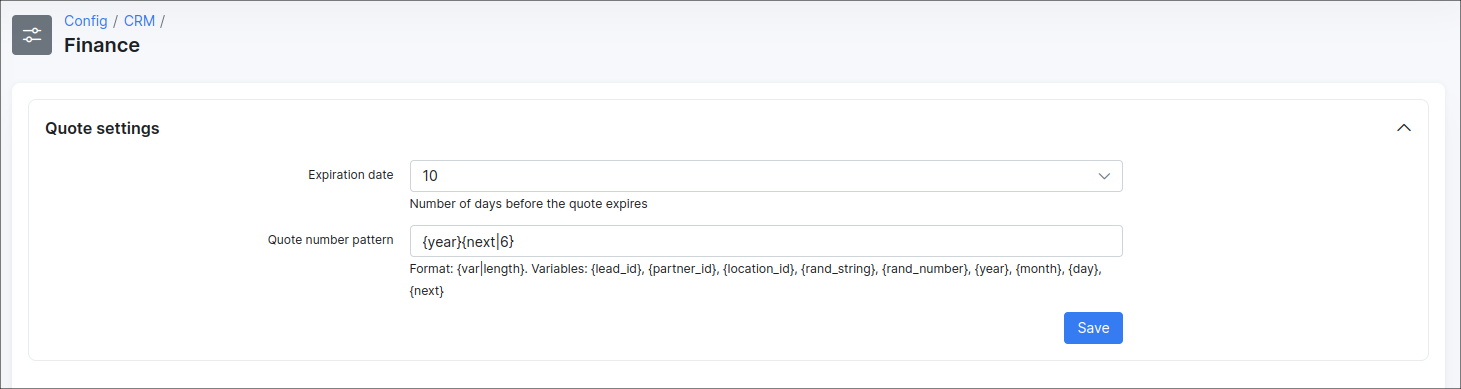 Config / CRM /
Finance
Quote settings
Expiration date 10
Number of days before the quote expires
Quote number pattern {year}{next|6}
Format: {var|length}. Variables: {lead_id}, {partner_id}, {location_id}, {rand_string}, {rand_number}, {year}, {month}, {day},
{next}
Save